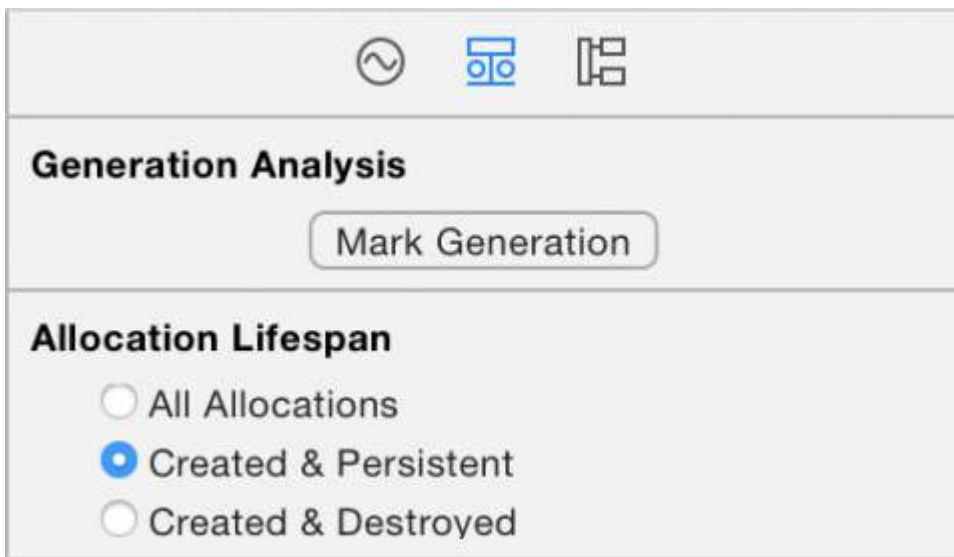 Generation Analysis
Mark Generation
Allocation Lifespan
All Allocations
Created & Persistent
Created & Destroyed